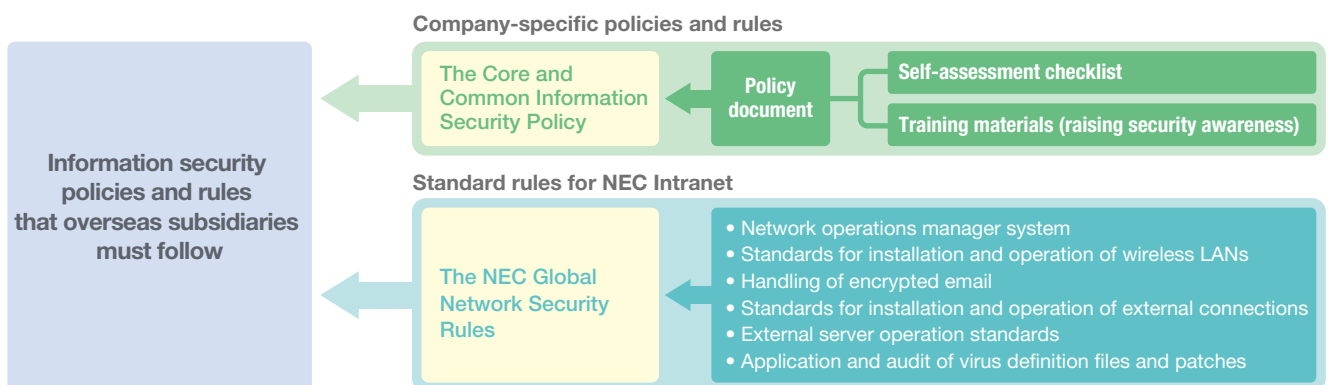 Company-specific policies and rules
Information security
policies and rules
that overseas subsidiaries
must follow
The Core and
Common Information
Security Policy
Policy
document
Self-assessment checklist
Training materials (raising security awareness)
Standard rules for NEC Intranet
The NEC Global
Network Security
Rules
• Network operations manager system
• Standards for installation and operation of wireless LANs
• Handling of encrypted email
• Standards for installation and operation of external connections
• External server operation standards
• Application and audit of virus definition files and patches